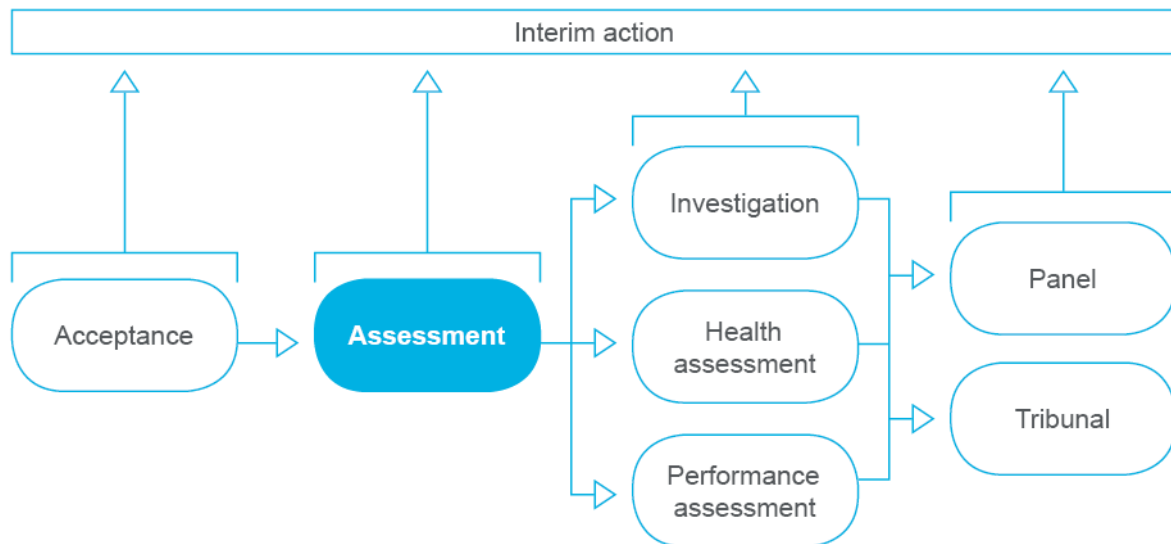 Interim action
Acceptance
Assessment
Investigation
Health
assessment
Performance
assessment
Panel
Tribunal